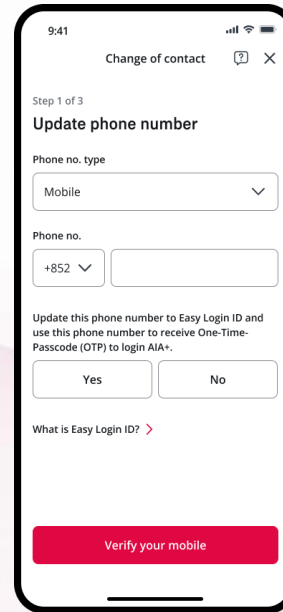 9:41
Change of contact
Step 1 of 3
Update phone number
Phone no. type
Mobile
Phone no.
+852
Update this phone number to Easy Login ID and
use this phone number to receive One-Time-
Passcode (OTP) to login AIA+.
Yes No
What is Easy Login ID?
Verify your mobile